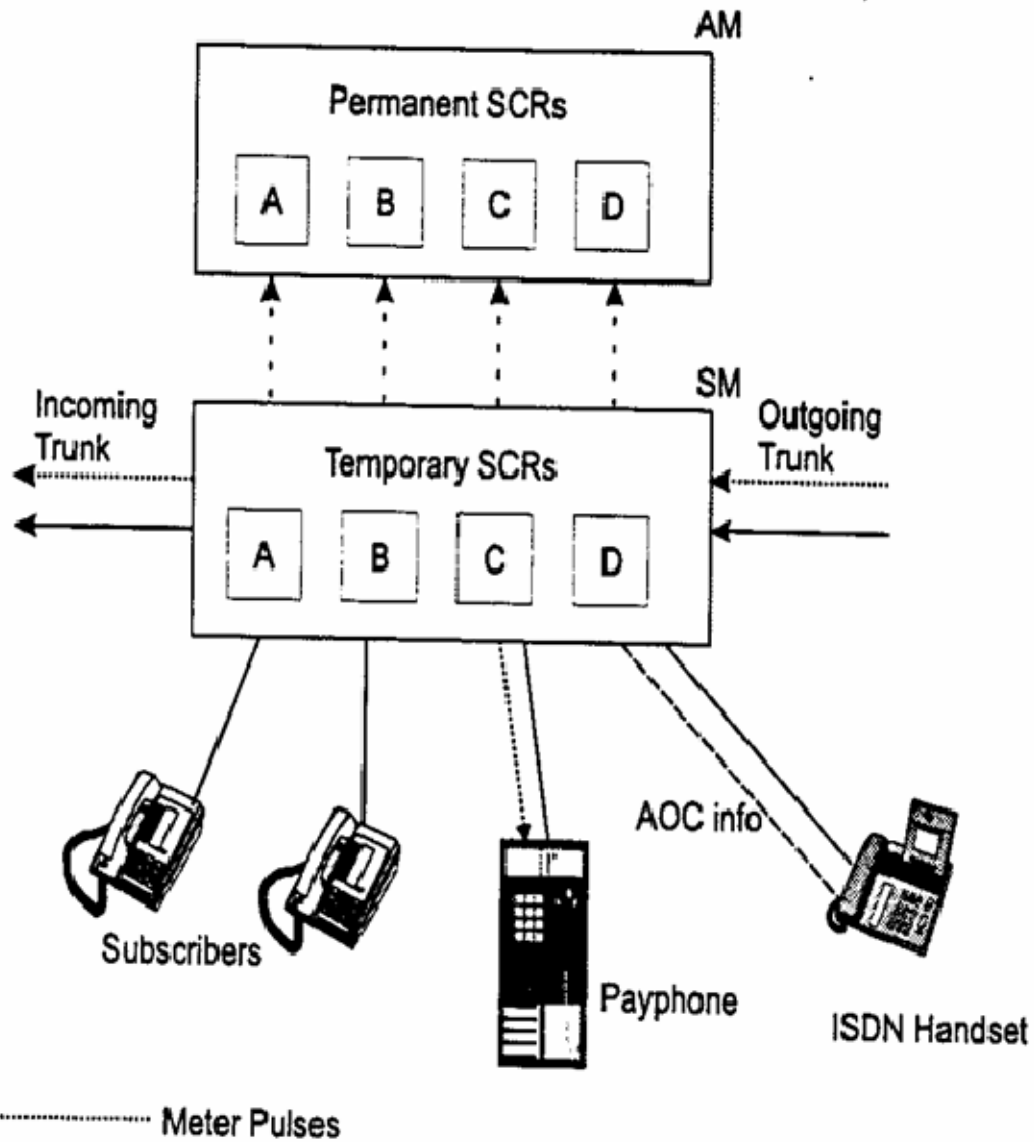 AM
Permanent SCRs
A B C D
SM
Incoming
Trunk
Outgoing
Trunk
Temporary SCRs
A B C D
AOC info
Subscribers
Payphone
ISDN Handset
Meter Pulses